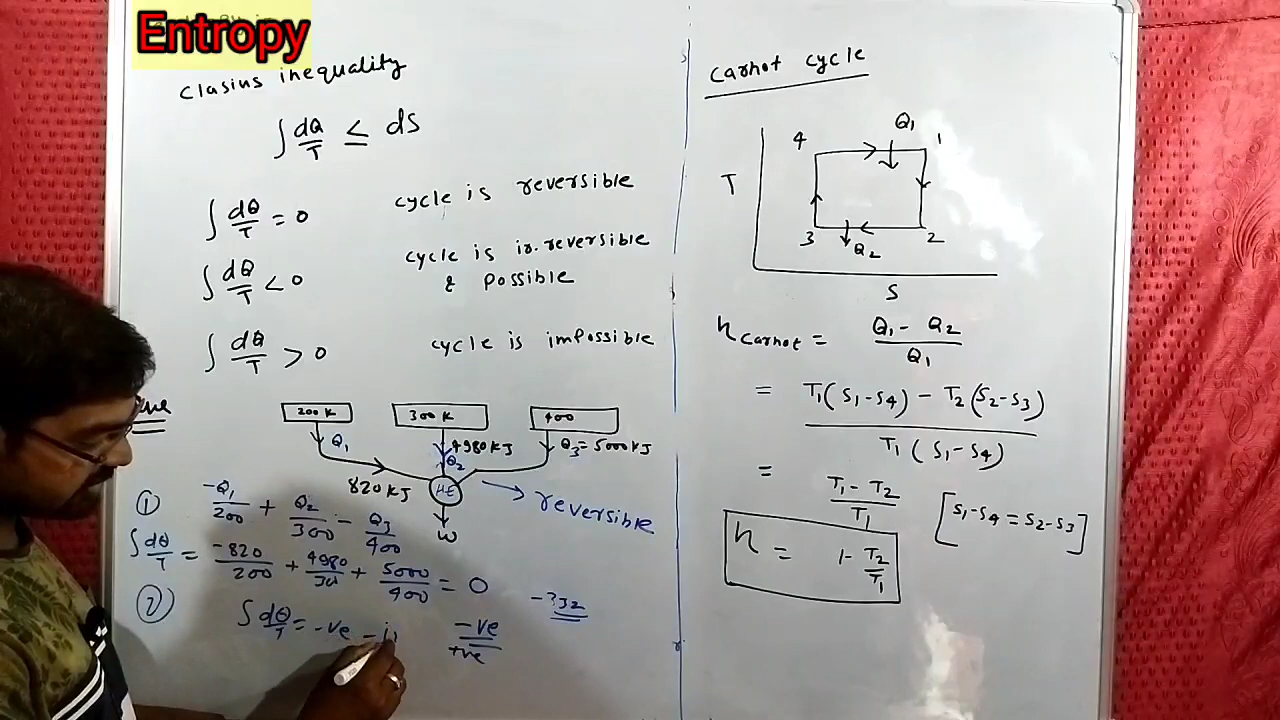 Entropy
Clasius inequality
∫ dQ/T ≤ dS
∫ dQ/T = 0 cycle is reversible
∫ dQ/T < 0 cycle is ir.reversible
& possible
∫ dQ/T > 0 cycle is impossible
200 K 300 K 400
Q1 4980 KJ Q3 = 5000 KJ
Q2
820 KJ HE reversible
W
① -Q1/200 + Q2/300 - Q3/400
∫ dQ/T = -820/200 + 4980/30 + 5000/400 = 0
② ∫ dQ/T = -ve -ve/+ve
Carnot cycle
Q1
4 1
T
3 2
Q2
S
η Carnot = Q1 - Q2 / Q1
= T1(S1-S4) - T2(S2-S3) / T1(S1-S4)
= T1 - T2 / T1 [S1-S4 = S2-S3]
η = 1 - T2/T1